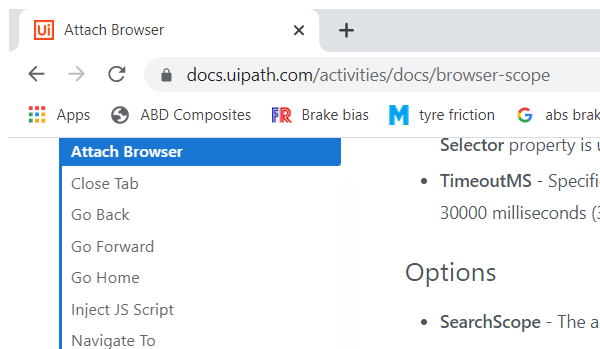 Ui Attach Browser
docs.uipath.com/activities/docs/browser-scope
Apps ABD Composites FR Brake bias M tyre friction G abs brak
Attach Browser
Close Tab
Go Back
Go Forward
Go Home
Inject JS Script
Navigate To
Selector property is u
TimeoutMS - Specifi
30000 milliseconds (3
Options
SearchScope - The a